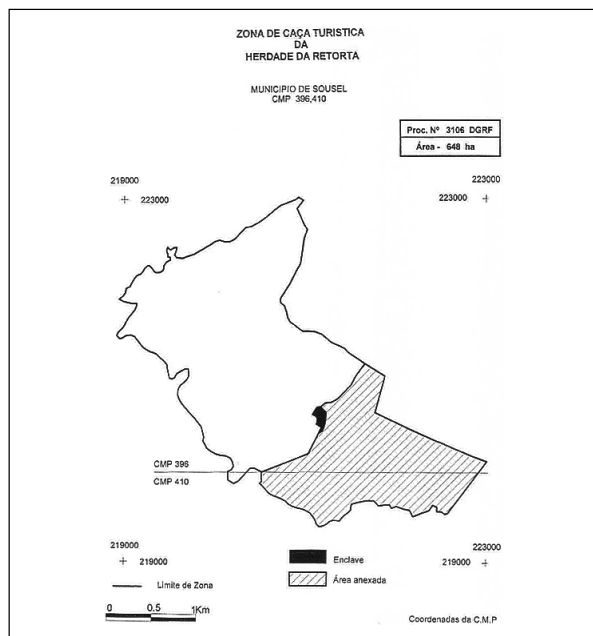 ZONA DE CAÇA TURISTICA
DA
HERDADE DA RETORTA
MUNICIPIO DE SOUSEL
CMP 396,410
Proc. Nº 3106 DGRF
Área - 648 ha
219000
223000
223000
223000
CMP 396
CMP 410
219000
219000
223000
219000
Enclave
Área anexada
Limite de Zona
0 0.5 1Km
Coordenadas da C.M.P